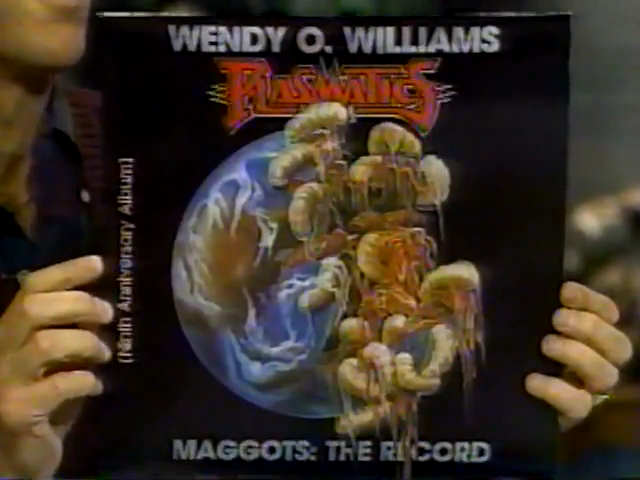 WENDY O. WILLIAMS
PLASMATICS
(Ninth Anniversary Album)
MAGGOTS: THE RECORD